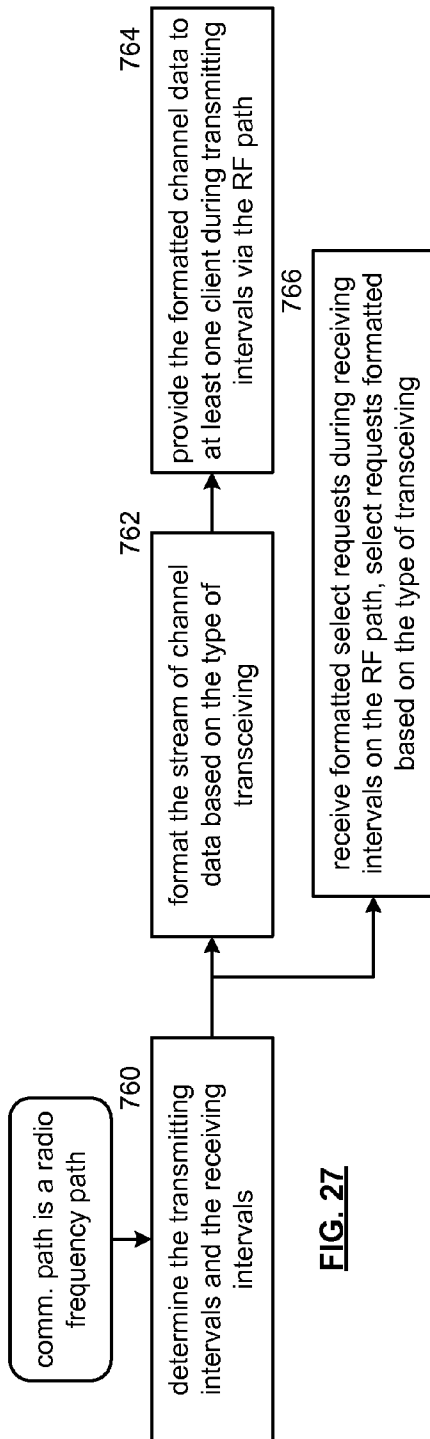 comm. path is a radio
frequency path
760
determine the transmitting
intervals and the receiving
intervals
762
format the stream of channel
data based on the type of
transceiving
764
provide the formatted channel data to
at least one client during transmitting
intervals via the RF path
766
receive formatted select requests during receiving
intervals on the RF path, select requests formatted
based on the type of transceiving
FIG. 27